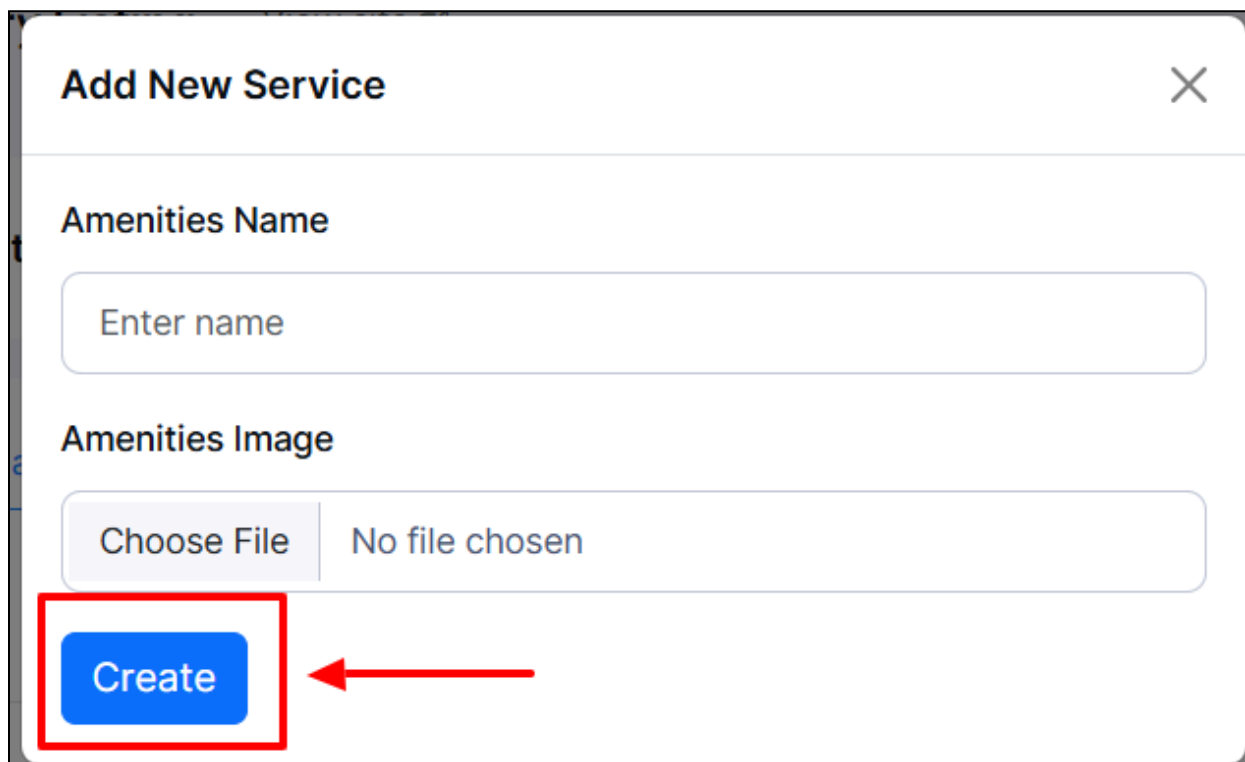 Add New Service
Amenities Name
Enter name
Amenities Image
Choose File No file chosen
Create